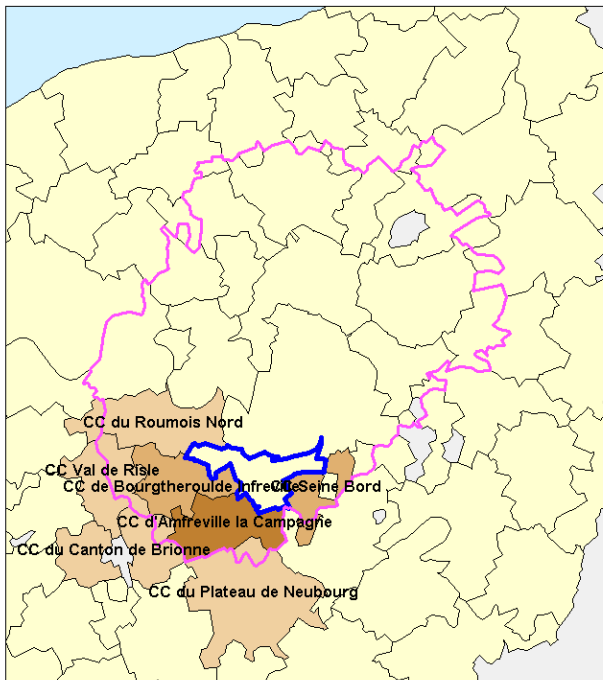 CC du Roumois Nord
CC Val de Risle
CC de Bourgtheroulde Infreville
CC Seine Bord
CC d'Amfreville la Campagne
CC du Canton de Brionne
CC du Plateau de Neubourg